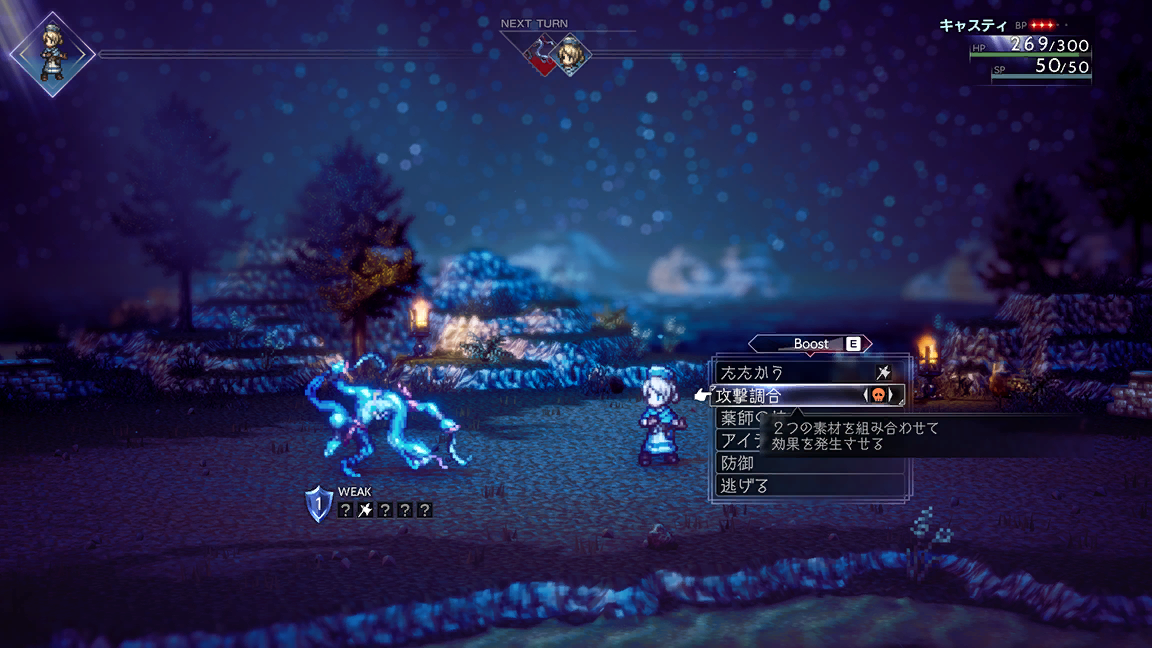 NEXT TURN
キャスティ BP
HP 269/300
SP 50/50
Boost E
たたかう
攻撃調合
薬師の
2つの素材を組み合わせて
アイテ
効果を発生させる
防御
逃げる
1 WEAK
? ? ? ?